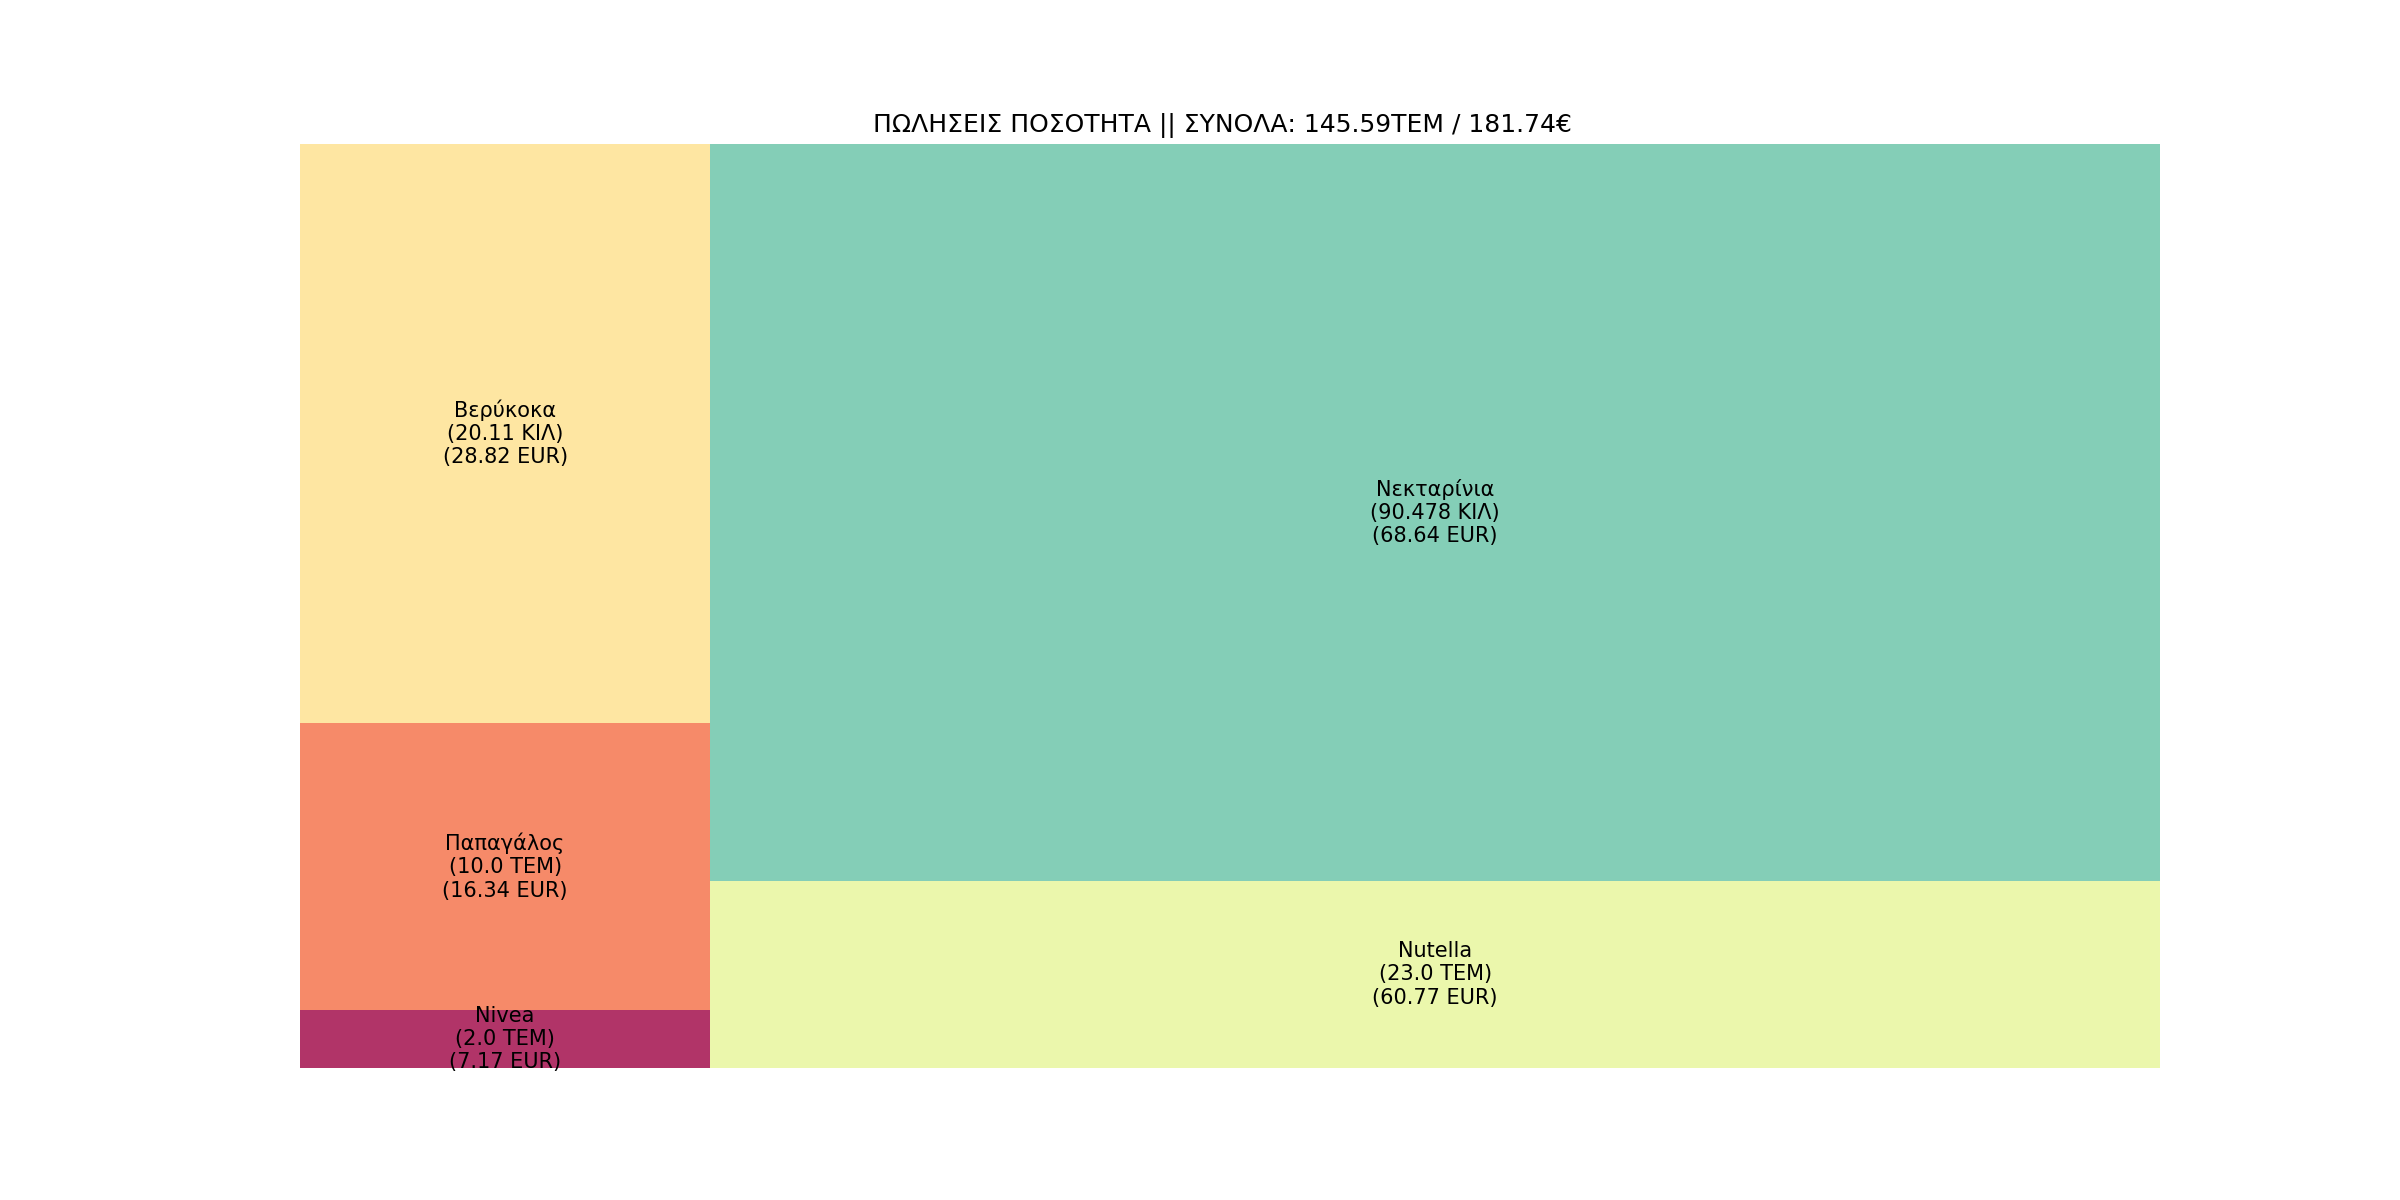 ΠΩΛΗΣΕΙΣ ΠΟΣΟΤΗΤΑ || ΣΥΝΟΛΑ: 145.59ΤΕΜ / 181.74€
Βερύκοκα
(20.11 ΚΙΛ)
(28.82 EUR)
Νεκταρίνια
(90.478 ΚΙΛ)
(68.64 EUR)
Παπαγάλος
(10.0 ΤΕΜ)
(16.34 EUR)
Nutella
(23.0 ΤΕΜ)
(60.77 EUR)
Nivea
(2.0 ΤΕΜ)
(7.17 EUR)